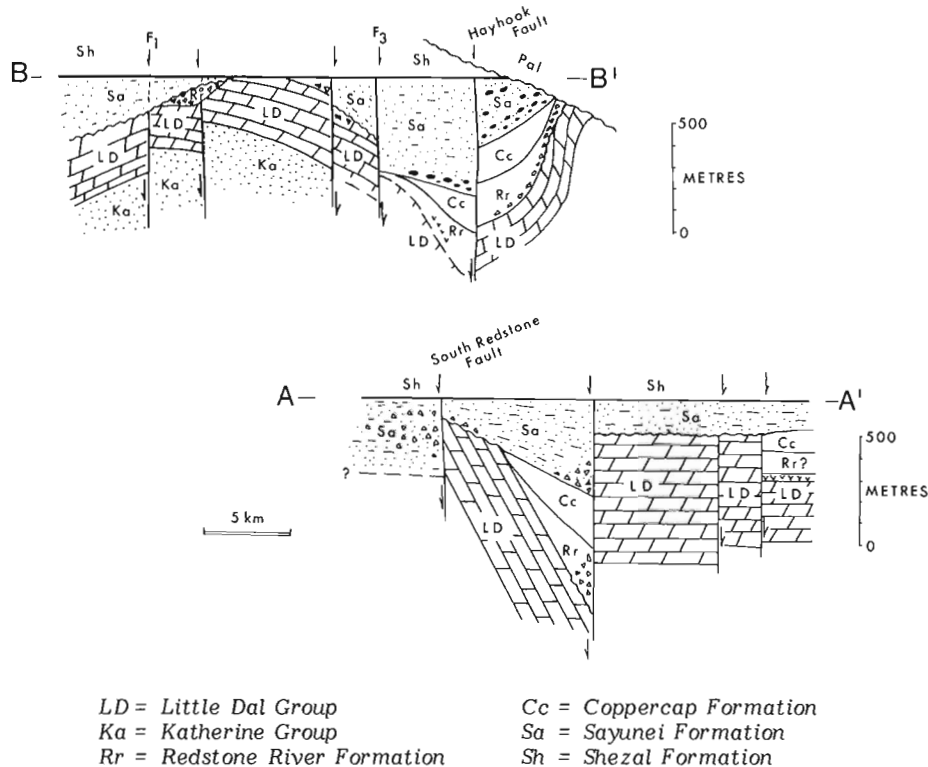 Hayhook
Fault
Sh F1 F3 Sh Pal
B B'
Sa Rr Sa Sa
LD LD Sa
LD LD Cc 500
Ka Ka Cc Rr METRES
Ka LD Rr LD 0
South Redstone
Fault
Sh Sh
A A'
Sa Sa Sa Cc 500
? Rr?
LD LD LD METRES
Cc
5 km LD Rr 0
LD = Little Dal Group
Ka = Katherine Group
Rr = Redstone River Formation
Cc = Coppercap Formation
Sa = Sayunei Formation
Sh = Shezal Formation